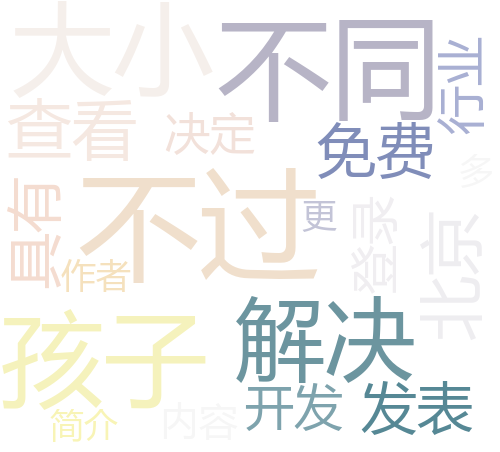 大小
不同
行业
查看
决定
免费
多
具有
不过
更
登录
北京
作者
孩子
解决
开发
发表
简介
内容